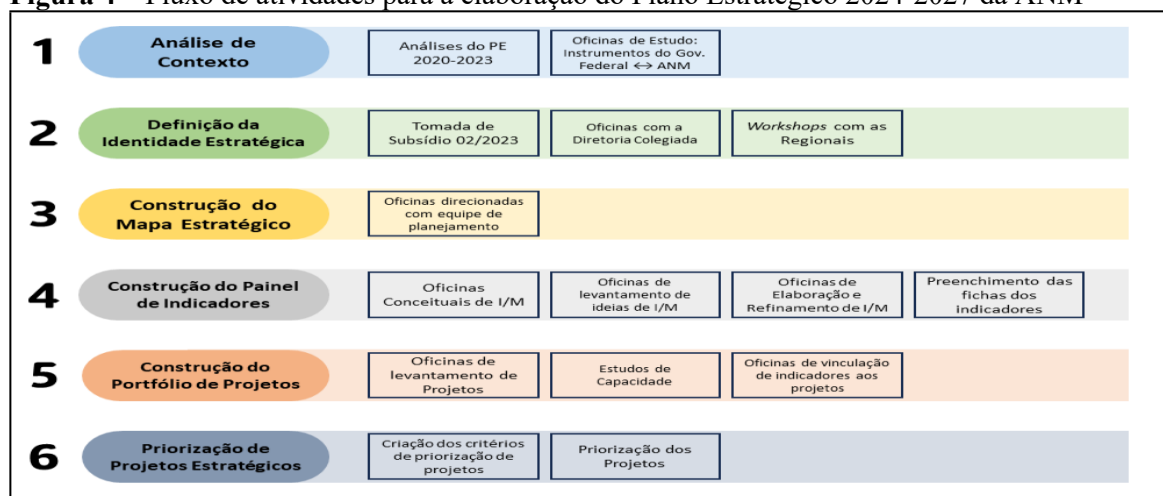 Figura 4 – Fluxo de atividades para a elaboração do Plano Estratégico 2024-2027 da ANM
1
Análise de
Contexto
Análises do PE
2020-2023
Oficinas de Estudo:
Instrumentos do Gov.
Federal ↔ ANM
2
Definição da
Identidade Estratégica
Tomada de
Subsídio 02/2023
Oficinas com a
Diretoria Colegiada
Workshops com as
Regionais
3
Construção do
Mapa Estratégico
Oficinas direcionadas
com equipe de
planejamento
4
Construção do Painel
de Indicadores
Oficinas
Conceituais de I/M
Oficinas de
levantamento de
ideias de I/M
Oficinas de
Elaboração e
Refinamento de I/M
Preenchimento das
fichas dos
indicadores
5
Construção do
Portfólio de Projetos
Oficinas de
levantamento de
Projetos
Estudos de
Capacidade
Oficinas de vinculação
de indicadores aos
projetos
6
Priorização de
Projetos Estratégicos
Criação dos critérios
de priorização de
projetos
Priorização dos
Projetos